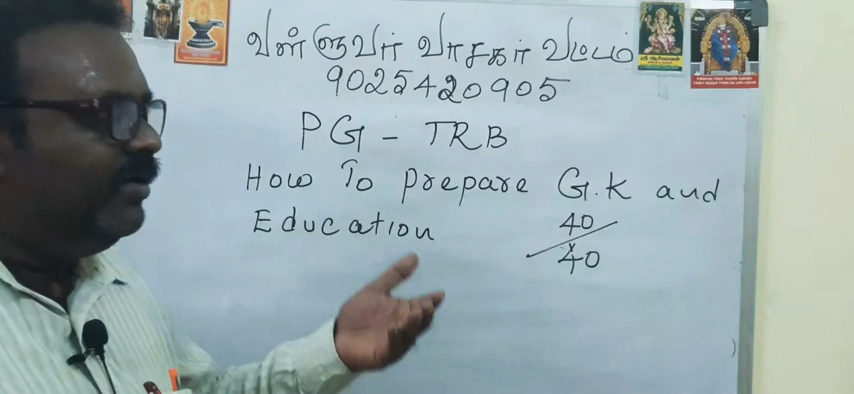 வள்ளுவர் வாசகர் வட்டம்
9025420905
PG - TRB
How To prepare G.K and
Education 40
40